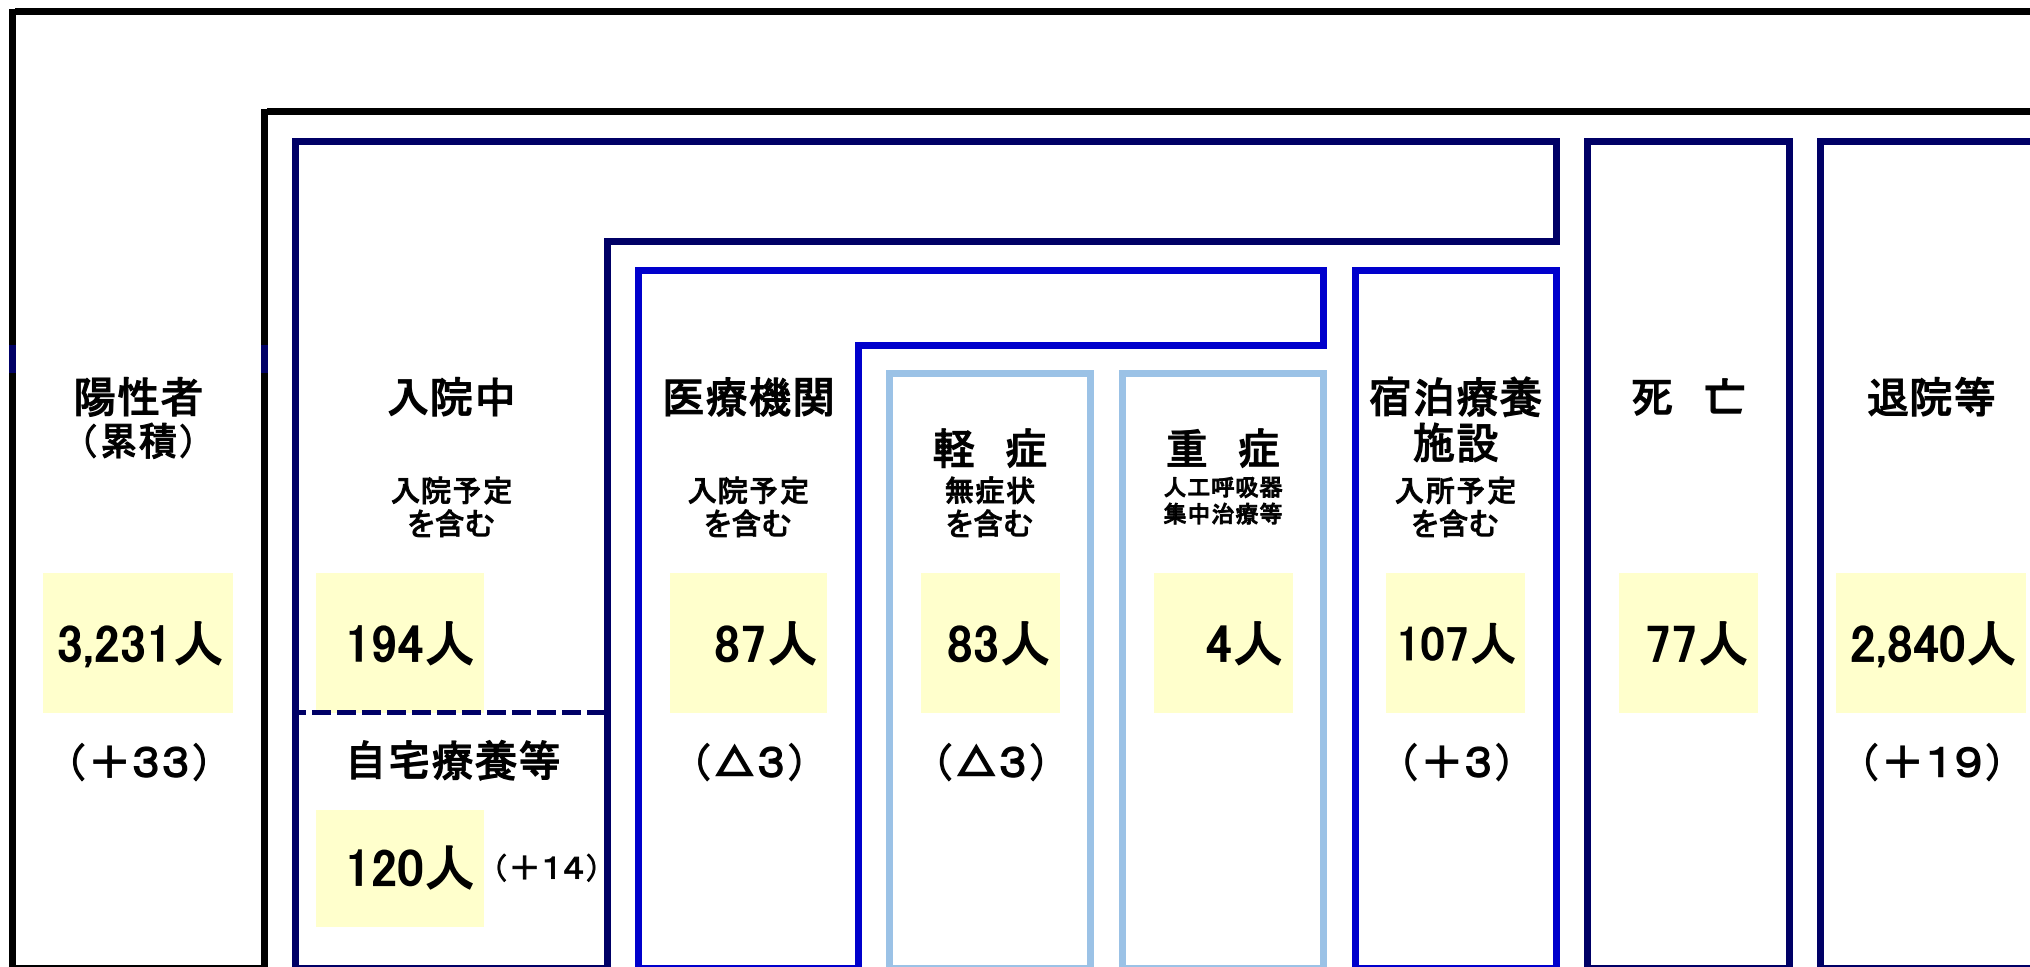 陽性者
（累積）
3,231人
（＋33）
入院中
入院予定
を含む
194人
自宅療養等
120人（＋14）
医療機関
入院予定
を含む
87人
（△3）
軽　症
無症状
を含む
83人
（△3）
重　症
人工呼吸器
集中治療等
4人
宿泊療養
施設
入所予定
を含む
107人
（＋3）
死　亡
77人
退院等
2,840人
（＋19）